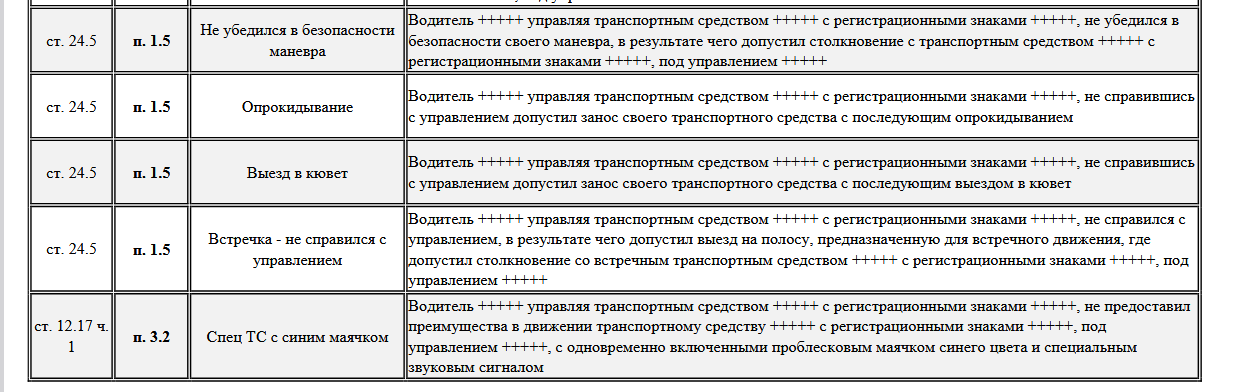 ст. 24.5
п. 1.5
Не убедился в безопасности
маневра
Водитель +++++ управляя транспортным средством +++++ с регистрационными знаками +++++, не убедился в
безопасности своего маневра, в результате чего допустил столкновение с транспортным средством +++++ с
регистрационными знаками +++++, под управлением +++++
ст. 24.5
п. 1.5
Опрокидывание
Водитель +++++ управляя транспортным средством +++++ с регистрационными знаками +++++, не справившись
с управлением допустил занос своего транспортного средства с последующим опрокидыванием
ст. 24.5
п. 1.5
Выезд в кювет
Водитель +++++ управляя транспортным средством +++++ с регистрационными знаками +++++, не справившись
с управлением допустил занос своего транспортного средства с последующим выездом в кювет
ст. 24.5
п. 1.5
Встречка - не справился с
управлением
Водитель +++++ управляя транспортным средством +++++ с регистрационными знаками +++++, не справился с
управлением, в результате чего допустил выезд на полосу, предназначенную для встречного движения, где
допустил столкновение со встречным транспортным средством +++++ с регистрационными знаками +++++, под
управлением +++++
ст. 12.17 ч.
1
п. 3.2
Спец ТС с синим маячком
Водитель +++++ управляя транспортным средством +++++ с регистрационными знаками +++++, не предоставил
преимущества в движении транспортному средству +++++ с регистрационными знаками +++++, под
управлением +++++, с одновременно включенными проблесковым маячком синего цвета и специальным
звуковым сигналом